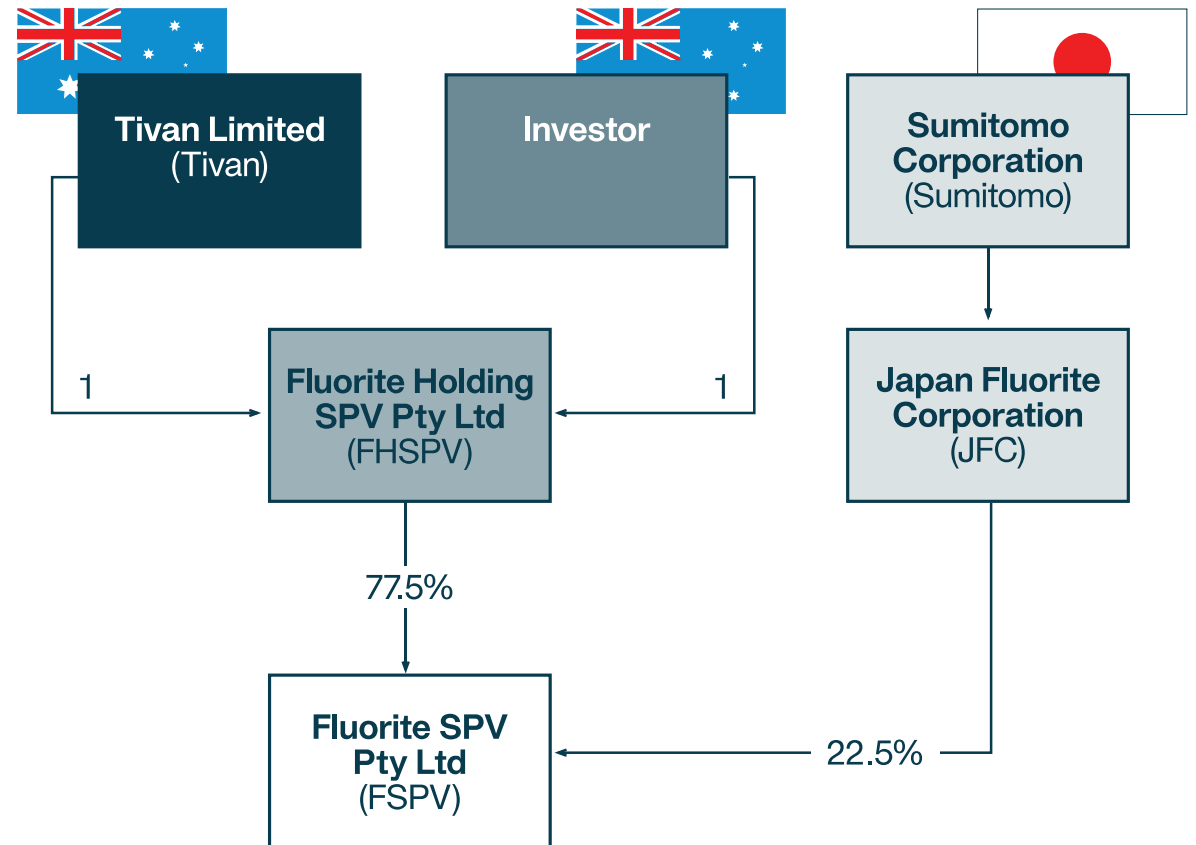 Tivan Limited
(Tivan)
Investor
Sumitomo
Corporation
(Sumitomo)
1
Fluorite Holding
SPV Pty Ltd
(FHSPV)
1
Japan Fluorite
Corporation
(JFC)
77.5%
Fluorite SPV
Pty Ltd
(FSPV)
22.5%